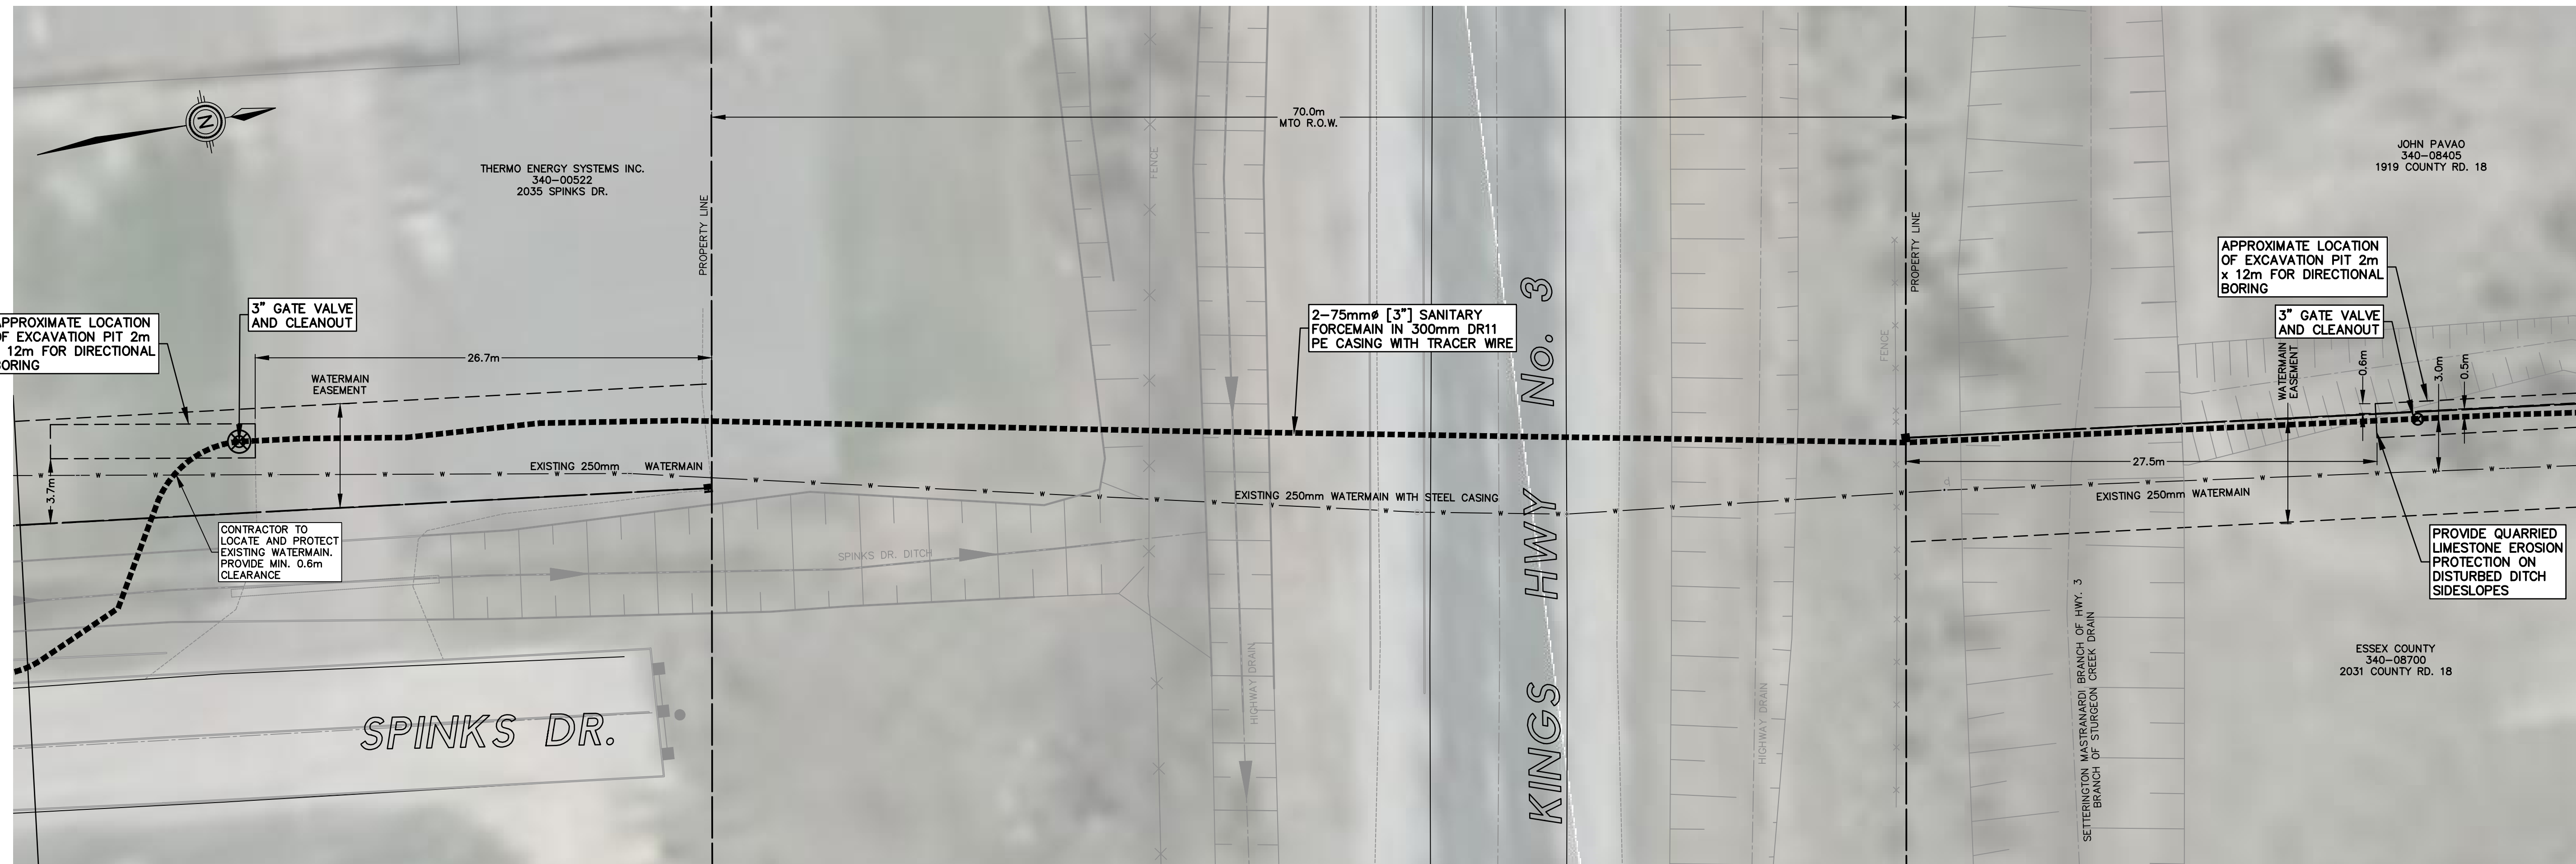 N
THERMO ENERGY SYSTEMS INC.
340-00522
2035 SPINKS DR.
PROPERTY LINE
70.0m
MTO R.O.W.
FENCE
JOHN PAVAO
340-08405
1919 COUNTY RD. 18
PROPERTY LINE
FENCE
APPROXIMATE LOCATION
OF EXCAVATION PIT 2m
x 12m FOR DIRECTIONAL
BORING
3" GATE VALVE
AND CLEANOUT
APPROXIMATE LOCATION
OF EXCAVATION PIT 2m
12m FOR DIRECTIONAL
BORING
3" GATE VALVE
AND CLEANOUT
26.7m
WATERMAIN
EASEMENT
2-75mmø [3"] SANITARY
FORCEMAIN IN 300mm DR11
PE CASING WITH TRACER WIRE
WATERMAIN
EASEMENT
0.6m
3.0m
0.5m
3.7m
EXISTING 250mm WATERMAIN
EXISTING 250mm WATERMAIN WITH STEEL CASING
27.5m
EXISTING 250mm WATERMAIN
CONTRACTOR TO
LOCATE AND PROTECT
EXISTING WATERMAIN.
PROVIDE MIN. 0.6m
CLEARANCE
SPINKS DR. DITCH
PROVIDE QUARRIED
LIMESTONE EROSION
PROTECTION ON
DISTURBED DITCH
SIDESLOPES
HIGHWAY DRAIN
KINGS HWY No. 3
HIGHWAY DRAIN
SETTERINGTON MASTRANARDI BRANCH OF HWY. 3
BRANCH OF STURGEON CREEK DRAIN
ESSEX COUNTY
340-08700
2031 COUNTY RD. 18
SPINKS DR.